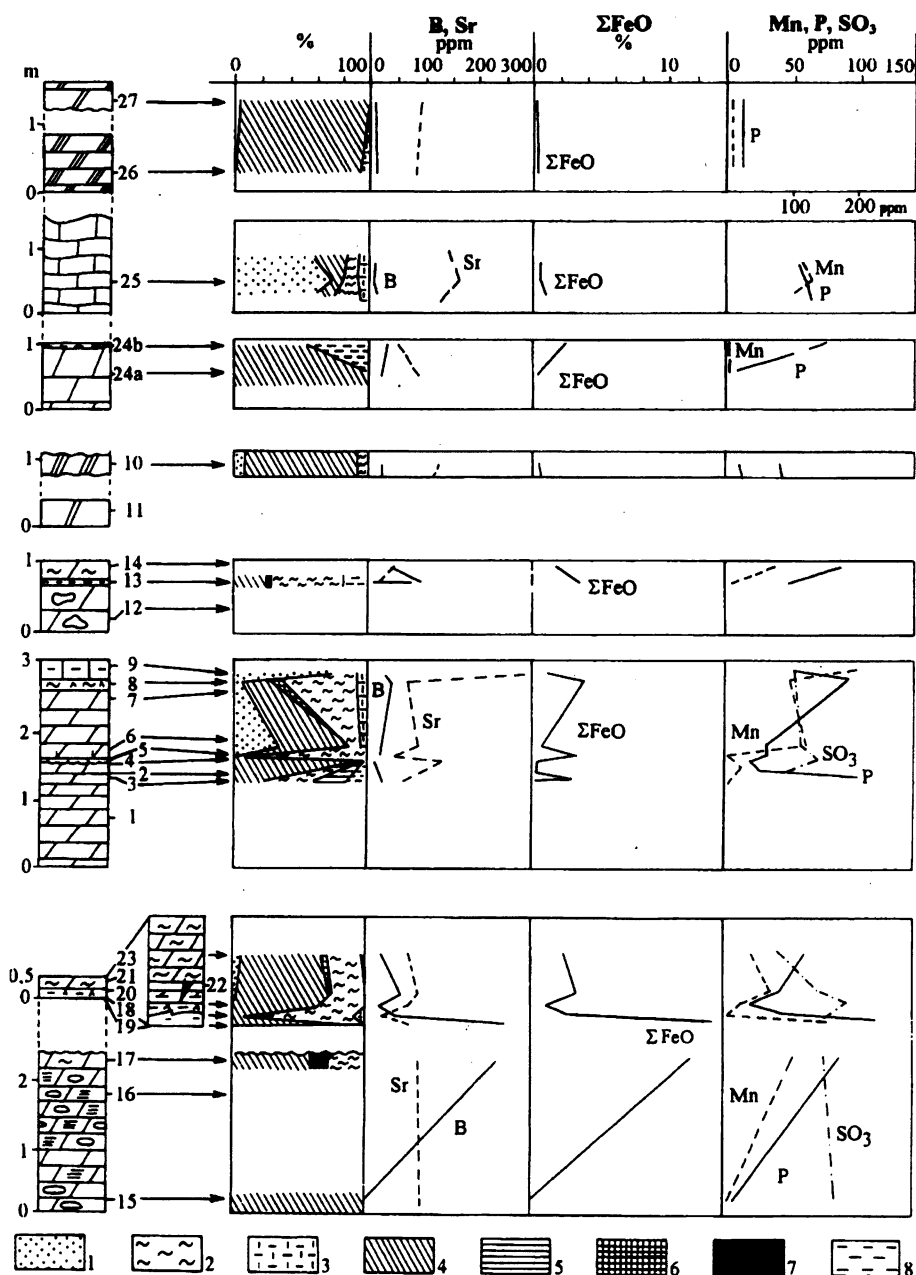 % B, Sr ppm ΣFeO % Mn, P, SO₃ ppm
m 0 100 0 100 200 300 0 10 0 50 100 150
27
1
26
0
P
ΣFeO
100 200 ppm
1
25
0
B
Sr
ΣFeO
Mn
P
1
24b
24a
0
ΣFeO
Mn
P
1
10
11
0
1
14
13
12
0
ΣFeO
3
9
8
7
2
6
5
4
2
3
1
1
0
B
Sr
ΣFeO
Mn
SO₃
P
0.5
0
23
21
20
18
19
22
ΣFeO
17
2
16
1
15
0
Sr
B
Mn
P
SO₃
1 2 3 4 5 6 7 8